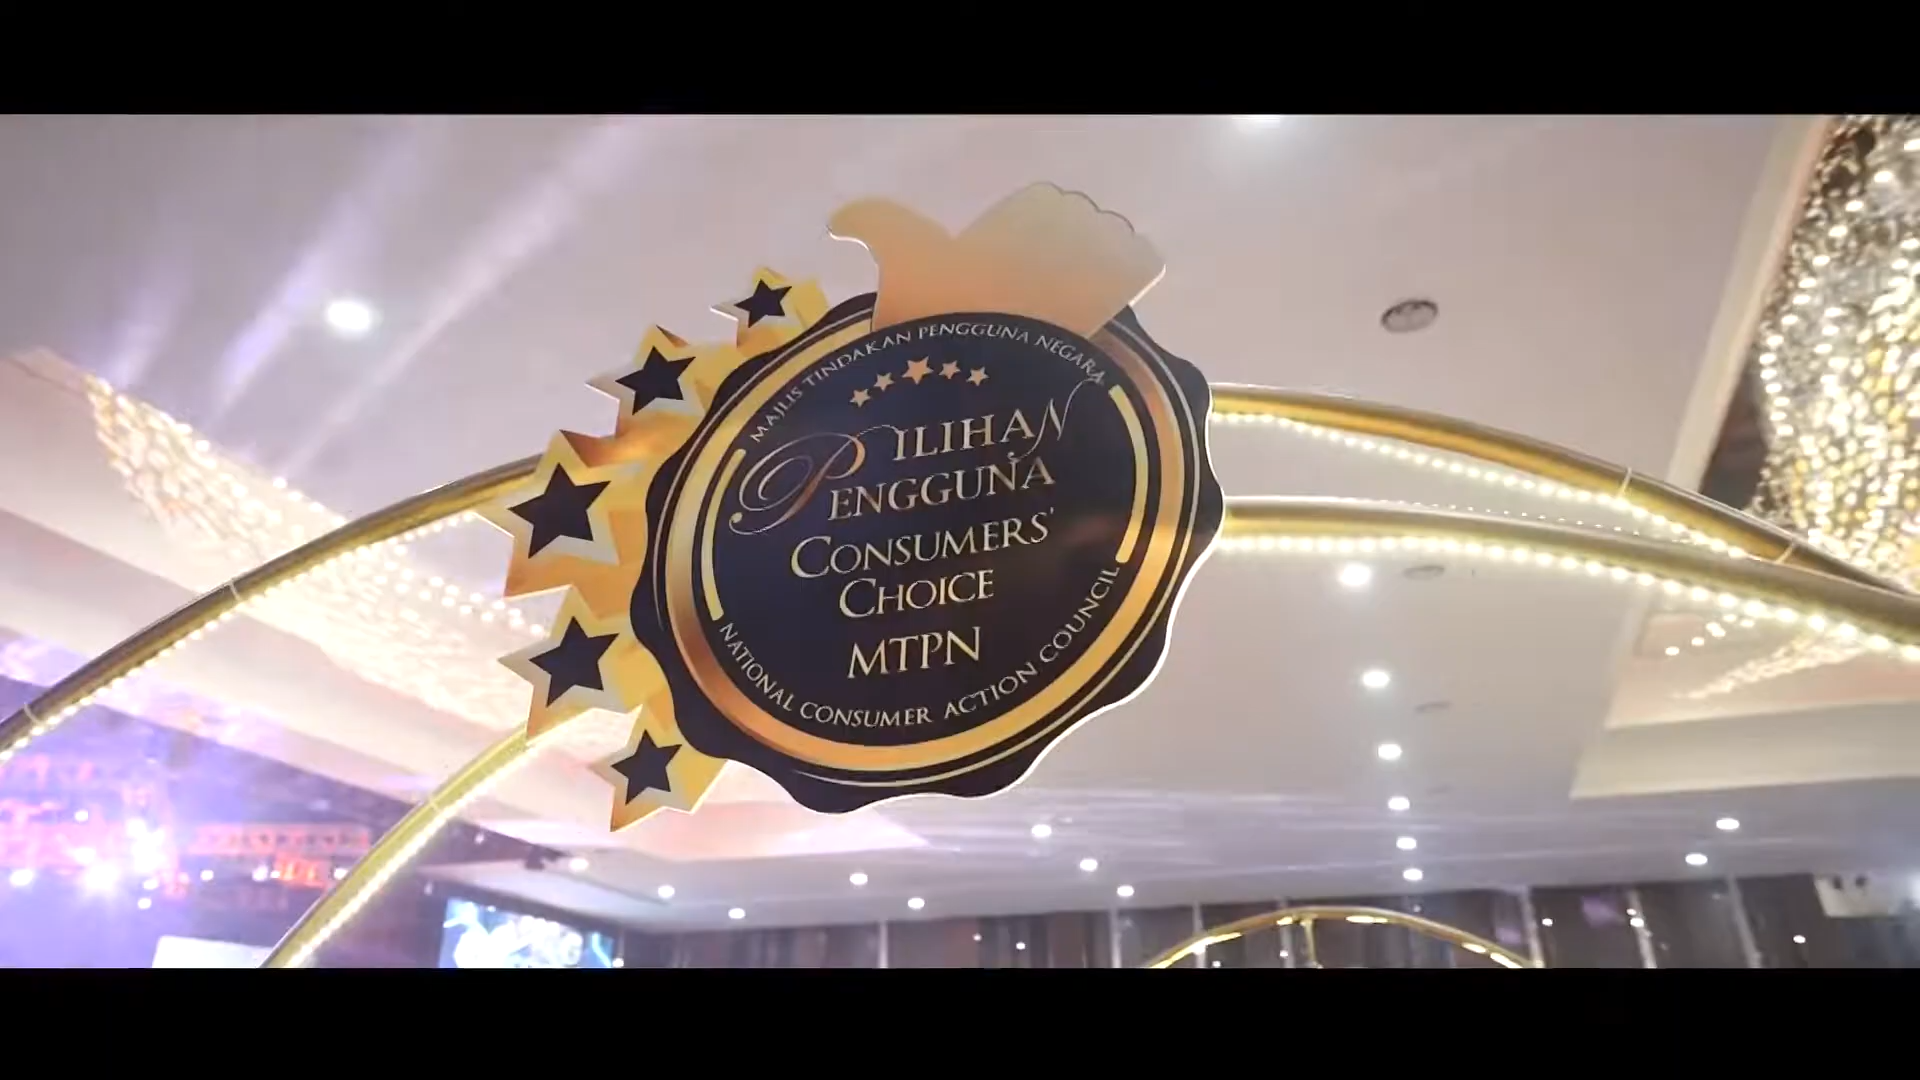 MAJLIS TINDAKAN PENGGUNA NEGARA
PILIHAN
PENGGUNA
CONSUMERS'
CHOICE
MTPN
NATIONAL CONSUMER ACTION COUNCIL